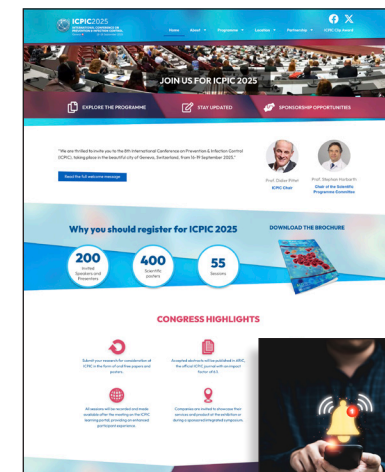 ICPIC2025
INTERNATIONAL CONFERENCE ON
PREVENTION & INFECTION CONTROL
Home About Programme Location Partnership ICPIC Clip Award
JOIN US FOR ICPIC 2025
EXPLORE THE PROGRAMME
STAY UPDATED
SPONSORSHIP OPPORTUNITIES
"We are thrilled to invite you to the 8th International Conference on Prevention & Infection Control
(ICPIC), taking place in the beautiful city of Geneva, Switzerland, from 16-19 September 2025."
Read the full welcome message
Prof. Didier Pittet
ICPIC Chair
Prof. Stephan Harbarth
Chair of the Scientific
Programme Committee
Why you should register for ICPIC 2025
DOWNLOAD THE BROCHURE
200
Invited
Speakers and
Presenters
400
Scientific
posters
55
Sessions
CONGRESS HIGHLIGHTS
Submit your research for consideration at
ICPIC in the form of oral free papers and
posters.
Accepted abstracts will be published in ARIC,
the official ICPIC journal with an impact
factor of
All sessions will be recorded and made
available after the meeting on the ICPIC
learning portal, providing an enhanced
participant experience.
Companies are invited to showcase their
services and product at the exhibition or
during a sponsored integrated symposium.